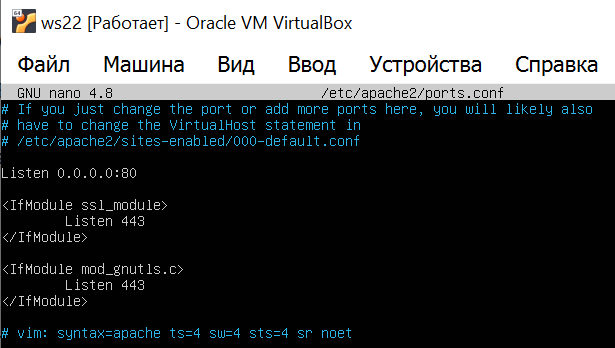 ws22 [Работает] - Oracle VM VirtualBox
Файл Машина Вид Ввод Устройства Справка
GNU nano 4.8 /etc/apache2/ports.conf
# If you just change the port or add more ports here, you will likely also
# have to change the VirtualHost statement in
# /etc/apache2/sites-enabled/000-default.conf
Listen 0.0.0.0:80
<IfModule ssl_module>
Listen 443
</IfModule>
<IfModule mod_gnutls.c>
Listen 443
</IfModule>
# vim: syntax=apache ts=4 sw=4 sts=4 sr noet